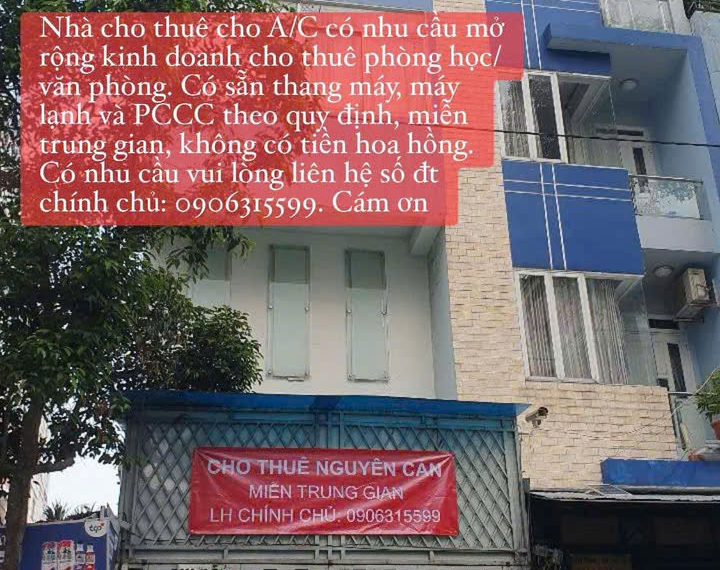 Nhà cho thuê cho A/C có nhu cầu mở
rộng kinh doanh cho thuê phòng học/
văn phòng. Có sẵn thang máy, máy
lạnh và PCCC theo quy định, miễn
trung gian, không có tiền hoa hồng.
Có nhu cầu vui lòng liên hệ số đt
chính chủ: 0906315599. Cám ơn
CHO THUÊ NGUYÊN CĂN
MIỄN TRUNG GIAN
LH CHÍNH CHỦ: 0906315599